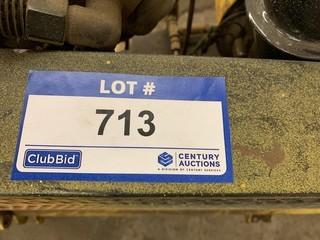 LOT #
713
ClubBid
CENTURY
AUCTIONS
A DIVISION OF CENTURY SERVICES